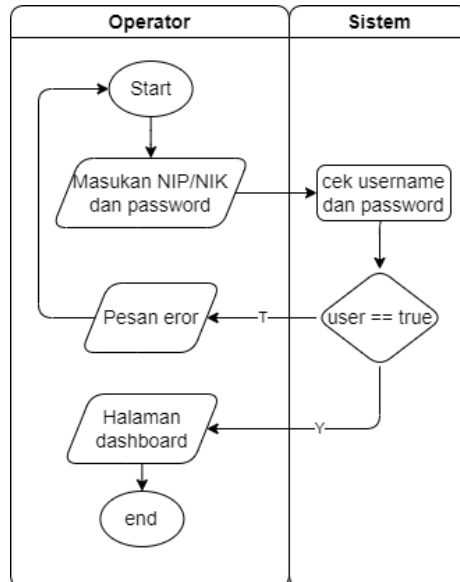 Operator
Sistem
Start
Masukan NIP/NIK
dan password
cek username
dan password
user == true
T
Pesan eror
Y
Halaman
dashboard
end